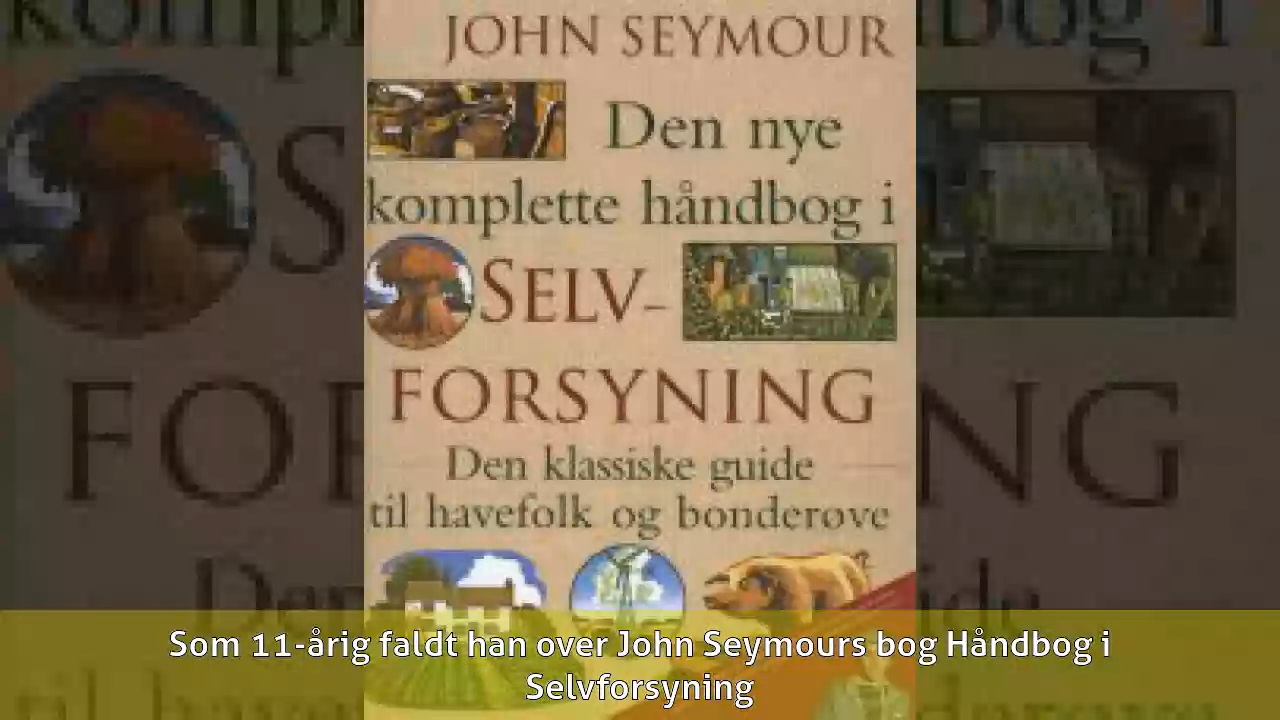 JOHN SEYMOUR
Den nye
komplette håndbog i
SELV-
FORSYNING
Den klassiske guide
til havefolk og bonderøve
Som 11-årig faldt han over John Seymours bog Håndbog i
Selvforsyning